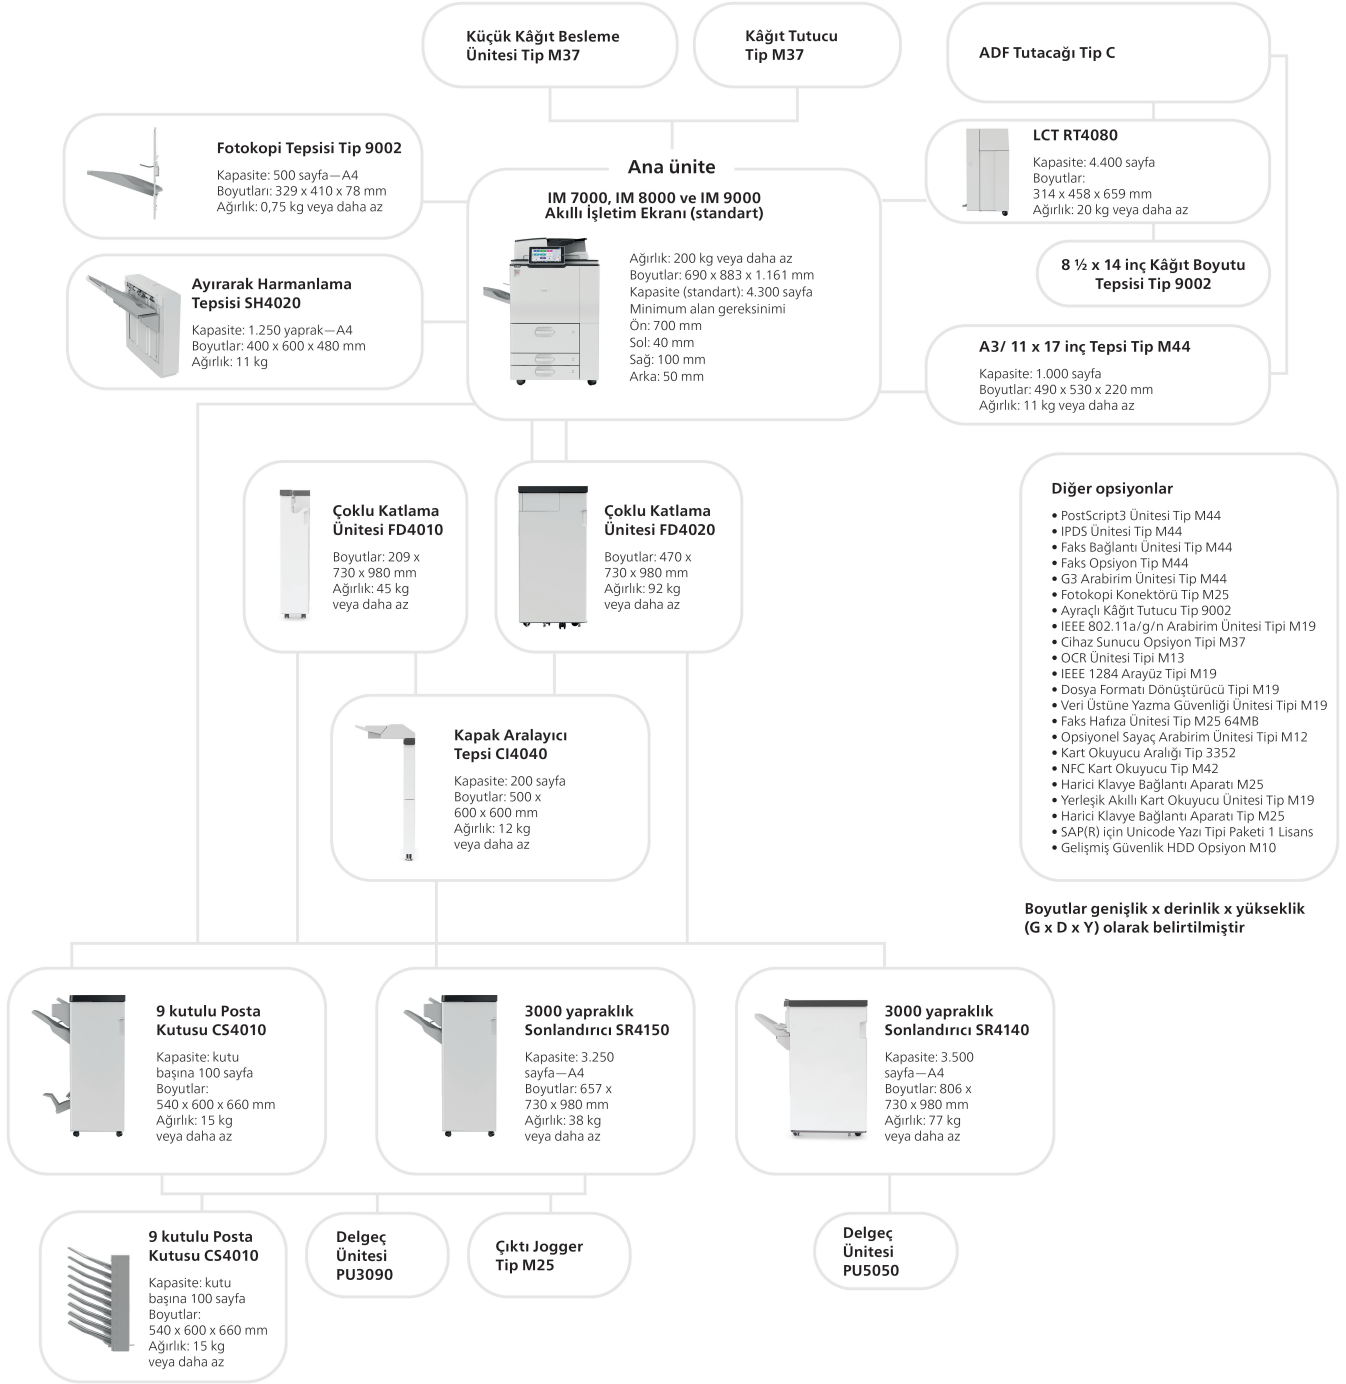 Küçük Kâğıt Besleme
Ünitesi Tip M37
Kâğıt Tutucu
Tip M37
ADF Tutacağı Tip C
Fotokopi Tepsisi Tip 9002
Kapasite: 500 sayfa—A4
Boyutları: 329 x 410 x 78 mm
Ağırlık: 0,75 kg veya daha az
Ayırarak Harmanlama
Tepsisi SH4020
Kapasite: 1.250 yaprak—A4
Boyutlar: 400 x 600 x 480 mm
Ağırlık: 11 kg
Ana ünite
IM 7000, IM 8000 ve IM 9000
Akıllı İşletim Ekranı (standart)
Ağırlık: 200 kg veya daha az
Boyutlar: 690 x 883 x 1.161 mm
Kapasite (standart): 4.300 sayfa
Minimum alan gereksinimi
Ön: 700 mm
Sol: 40 mm
Sağ: 100 mm
Arka: 50 mm
LCT RT4080
Kapasite: 4.400 sayfa
Boyutlar:
314 x 458 x 659 mm
Ağırlık: 20 kg veya daha az
8 ½ x 14 inç Kâğıt Boyutu
Tepsisi Tip 9002
A3/ 11 x 17 inç Tepsi Tip M44
Kapasite: 1.000 sayfa
Boyutlar: 490 x 530 x 220 mm
Ağırlık: 11 kg veya daha az
Çoklu Katlama
Ünitesi FD4010
Boyutlar: 209 x
730 x 980 mm
Ağırlık: 45 kg
veya daha az
Çoklu Katlama
Ünitesi FD4020
Boyutlar: 470 x
730 x 980 mm
Ağırlık: 92 kg
veya daha az
Kapak Aralayıcı
Tepsi CI4040
Kapasite: 200 sayfa
Boyutlar: 500 x
600 x 600 mm
Ağırlık: 12 kg
veya daha az
Diğer opsiyonlar
• PostScript3 Ünitesi Tip M44
• IPDS Ünitesi Tip M44
• Faks Bağlantı Ünitesi Tip M44
• Faks Opsiyon Tip M44
• G3 Arabirim Ünitesi Tip M44
• Fotokopi Konektörü Tip M25
• Ayraçlı Kâğıt Tutucu Tip 9002
• IEEE 802.11a/g/n Arabirim Ünitesi Tipi M19
• Cihaz Sunucu Opsiyon Tipi M37
• OCR Ünitesi Tipi M13
• IEEE 1284 Arayüz Tipi M19
• Dosya Formatı Dönüştürücü Tipi M19
• Veri Üstüne Yazma Güvenliği Ünitesi Tipi M19
• Faks Hafıza Ünitesi Tip M25 64MB
• Opsiyonel Sayaç Arabirim Ünitesi Tipi M12
• Kart Okuyucu Aralığı Tip 3352
• NFC Kart Okuyucu Tip M42
• Harici Klavye Bağlantı Aparatı M25
• Yerleşik Akıllı Kart Okuyucu Ünitesi Tip M19
• Harici Klavye Bağlantı Aparatı Tip M25
• SAP(R) için Unicode Yazı Tipi Paketi 1 Lisans
• Gelişmiş Güvenlik HDD Opsiyon M10
Boyutlar genişlik x derinlik x yükseklik
(G x D x Y) olarak belirtilmiştir
9 kutulu Posta
Kutusu CS4010
Kapasite: kutu
başına 100 sayfa
Boyutlar:
540 x 600 x 660 mm
Ağırlık: 15 kg
veya daha az
3000 yapraklık
Sonlandırıcı SR4150
Kapasite: 3.250
sayfa—A4
Boyutlar: 657 x
730 x 980 mm
Ağırlık: 38 kg
veya daha az
3000 yapraklık
Sonlandırıcı SR4140
Kapasite: 3.500
sayfa—A4
Boyutlar: 806 x
730 x 980 mm
Ağırlık: 77 kg
veya daha az
9 kutulu Posta
Kutusu CS4010
Kapasite: kutu
başına 100 sayfa
Boyutlar:
540 x 600 x 660 mm
Ağırlık: 15 kg
veya daha az
Delgeç
Ünitesi
PU3090
Çıktı Jogger
Tip M25
Delgeç
Ünitesi
PU5050